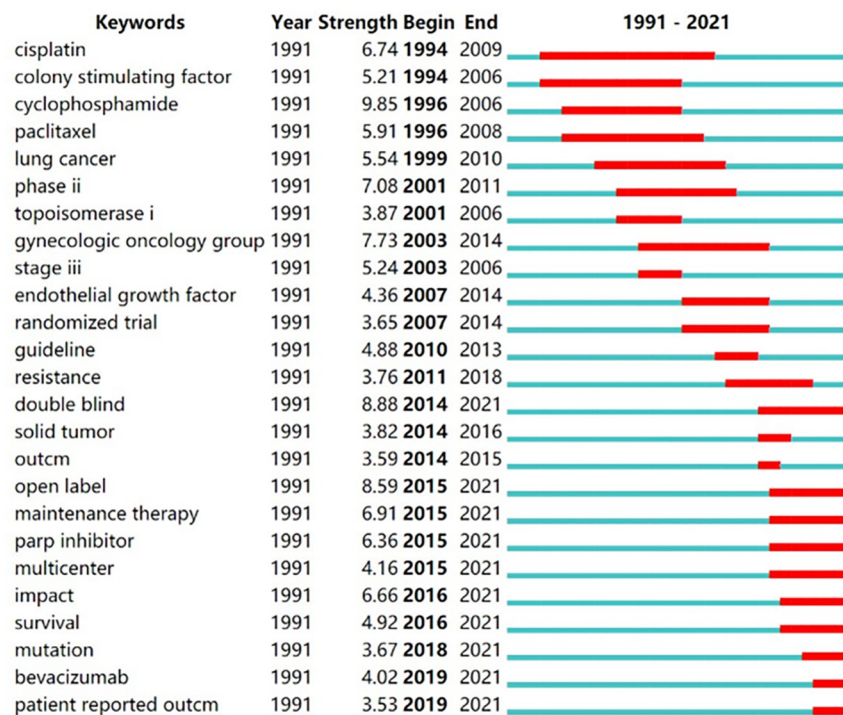 Keywords Year Strength Begin End 1991 - 2021
cisplatin 1991 6.74 1994 2009
colony stimulating factor 1991 5.21 1994 2006
cyclophosphamide 1991 9.85 1996 2006
paclitaxel 1991 5.91 1996 2008
lung cancer 1991 5.54 1999 2010
phase ii 1991 7.08 2001 2011
topoisomerase i 1991 3.87 2001 2006
gynecologic oncology group 1991 7.73 2003 2014
stage iii 1991 5.24 2003 2006
endothelial growth factor 1991 4.36 2007 2014
randomized trial 1991 3.65 2007 2014
guideline 1991 4.88 2010 2013
resistance 1991 3.76 2011 2018
double blind 1991 8.88 2014 2021
solid tumor 1991 3.82 2014 2016
outcm 1991 3.59 2014 2015
open label 1991 8.59 2015 2021
maintenance therapy 1991 6.91 2015 2021
parp inhibitor 1991 6.36 2015 2021
multicenter 1991 4.16 2015 2021
impact 1991 6.66 2016 2021
survival 1991 4.92 2016 2021
mutation 1991 3.67 2018 2021
bevacizumab 1991 4.02 2019 2021
patient reported outcm 1991 3.53 2019 2021